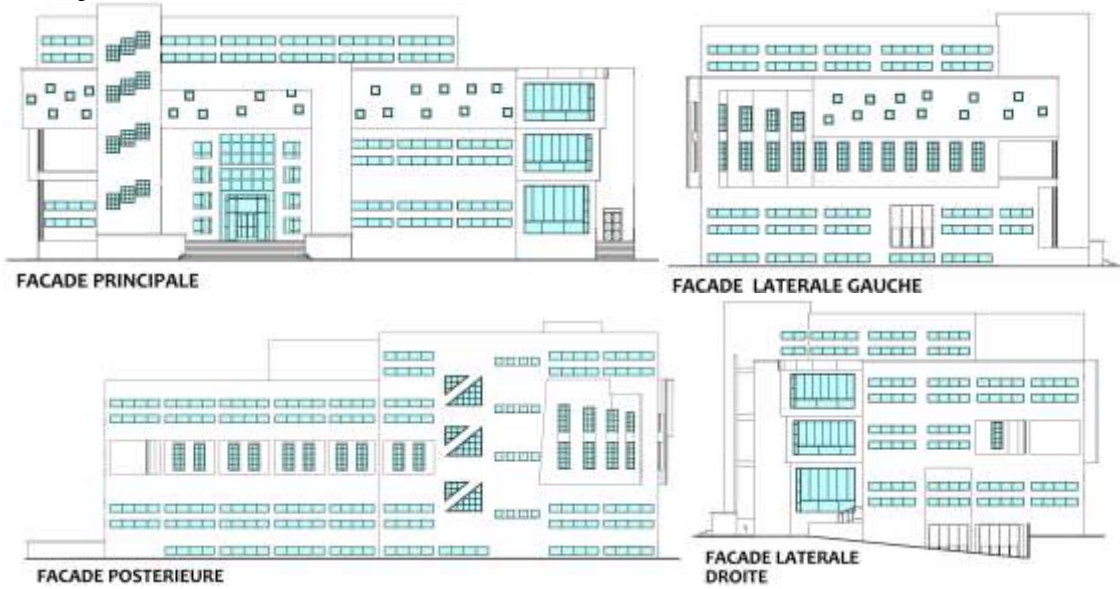 FACADE PRINCIPALE
FACADE LATERALE GAUCHE
FACADE POSTERIEURE
FACADE LATERALE
DROITE